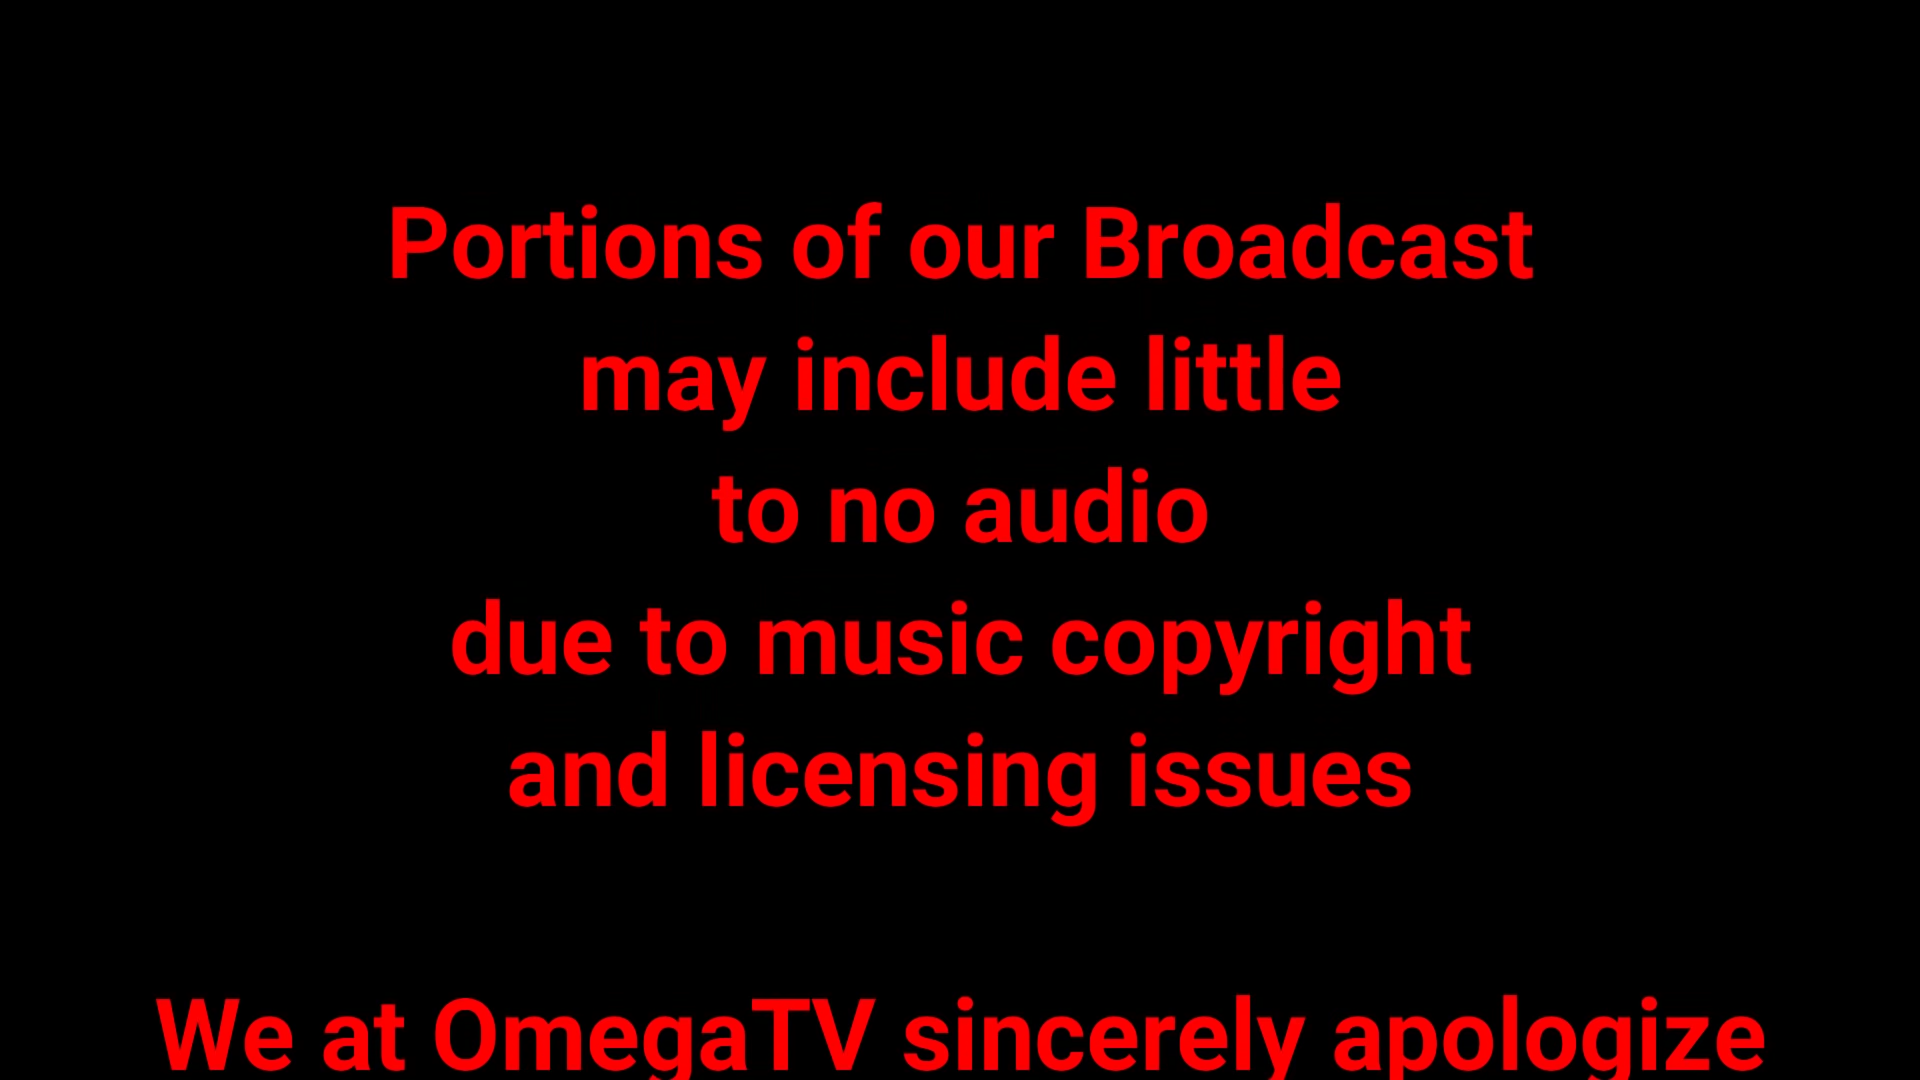 Portions of our Broadcast
may include little
to no audio
due to music copyright
and licensing issues
We at OmegaTV sincerely apologize